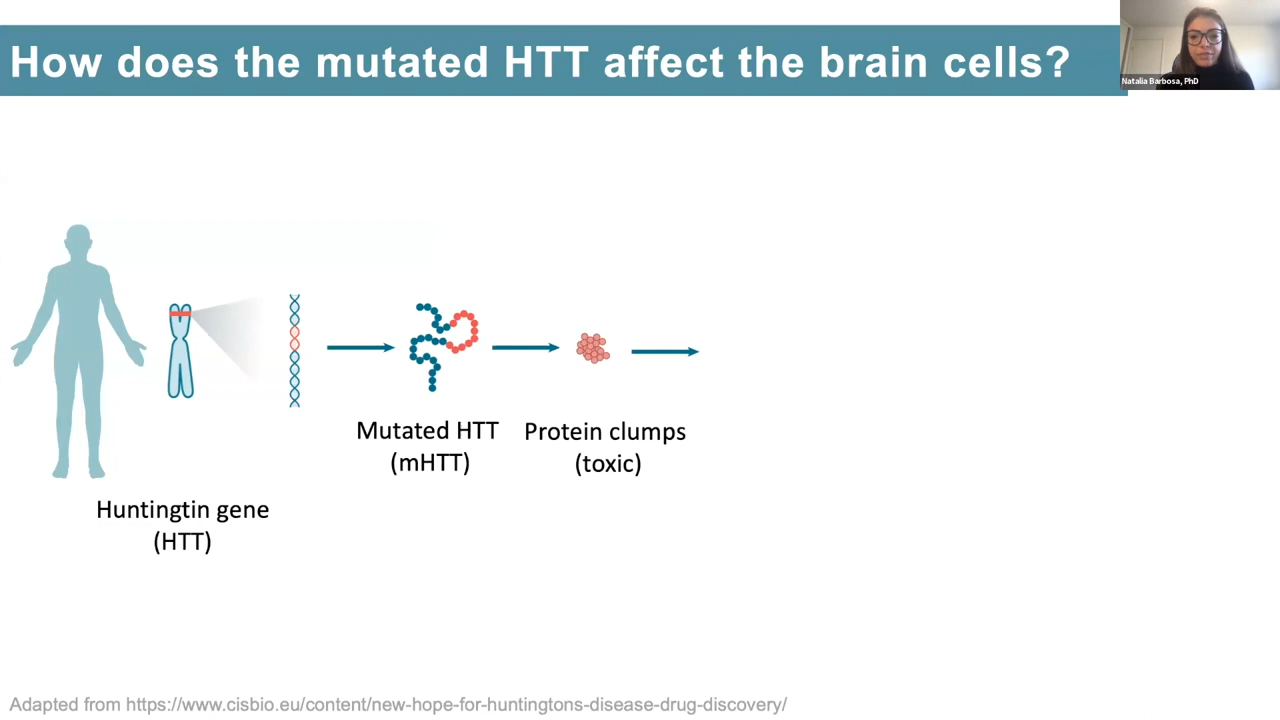 How does the mutated HTT affect the brain cells?
Natalia Barbosa, PhD
Mutated HTT
(mHTT)
Protein clumps
(toxic)
Huntingtin gene
(HTT)
Adapted from https://www.cisbio.eu/content/new-hope-for-huntingtons-disease-drug-discovery/